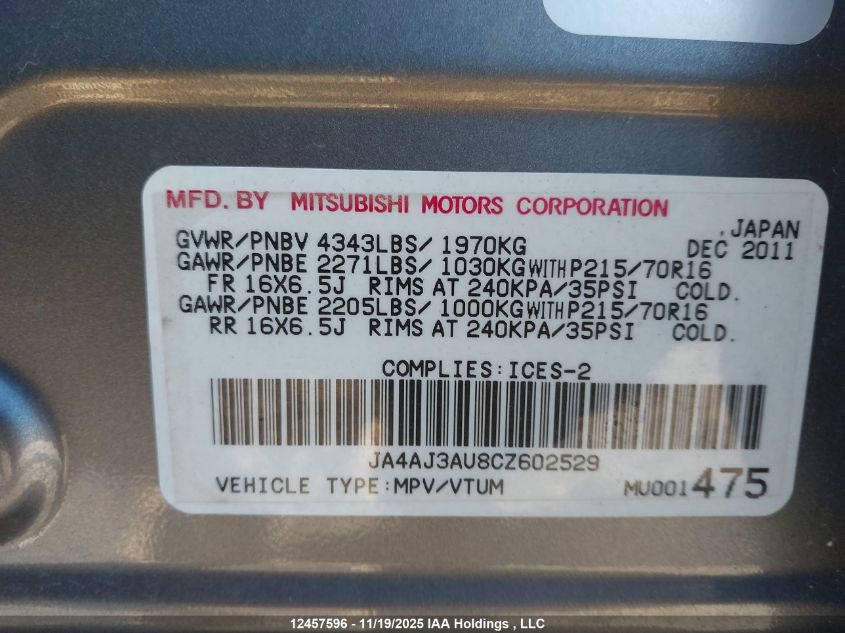 MFD. BY MITSUBISHI MOTORS CORPORATION
, JAPAN
GVWR/PNBV 4343LBS/ 1970KG DEC 2011
GAWR/PNBE 2271LBS/ 1030KG WITH P215/70R16
FR 16X6.5J RIMS AT 240KPA/35PSI COLD.
GAWR/PNBE 2205LBS/ 1000KG WITH P215/70R16
RR 16X6.5J RIMS AT 240KPA/35PSI COLD.
COMPLIES:ICES-2
JA4AJ3AU8CZ602529
VEHICLE TYPE:MPV/VTUM MU001475
12457596 - 11/19/2025 IAA Holdings , LLC